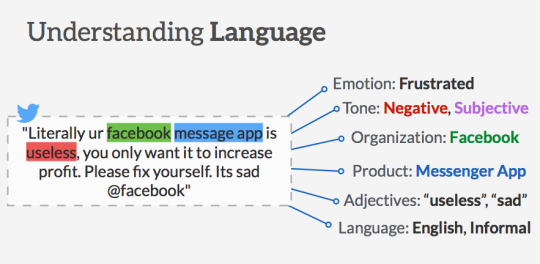 Understanding Language
"Literally ur facebook message app is
useless, you only want it to increase
profit. Please fix yourself. Its sad
@facebook"
Emotion: Frustrated
Tone: Negative, Subjective
Organization: Facebook
Product: Messenger App
Adjectives: “useless”, “sad”
Language: English, Informal